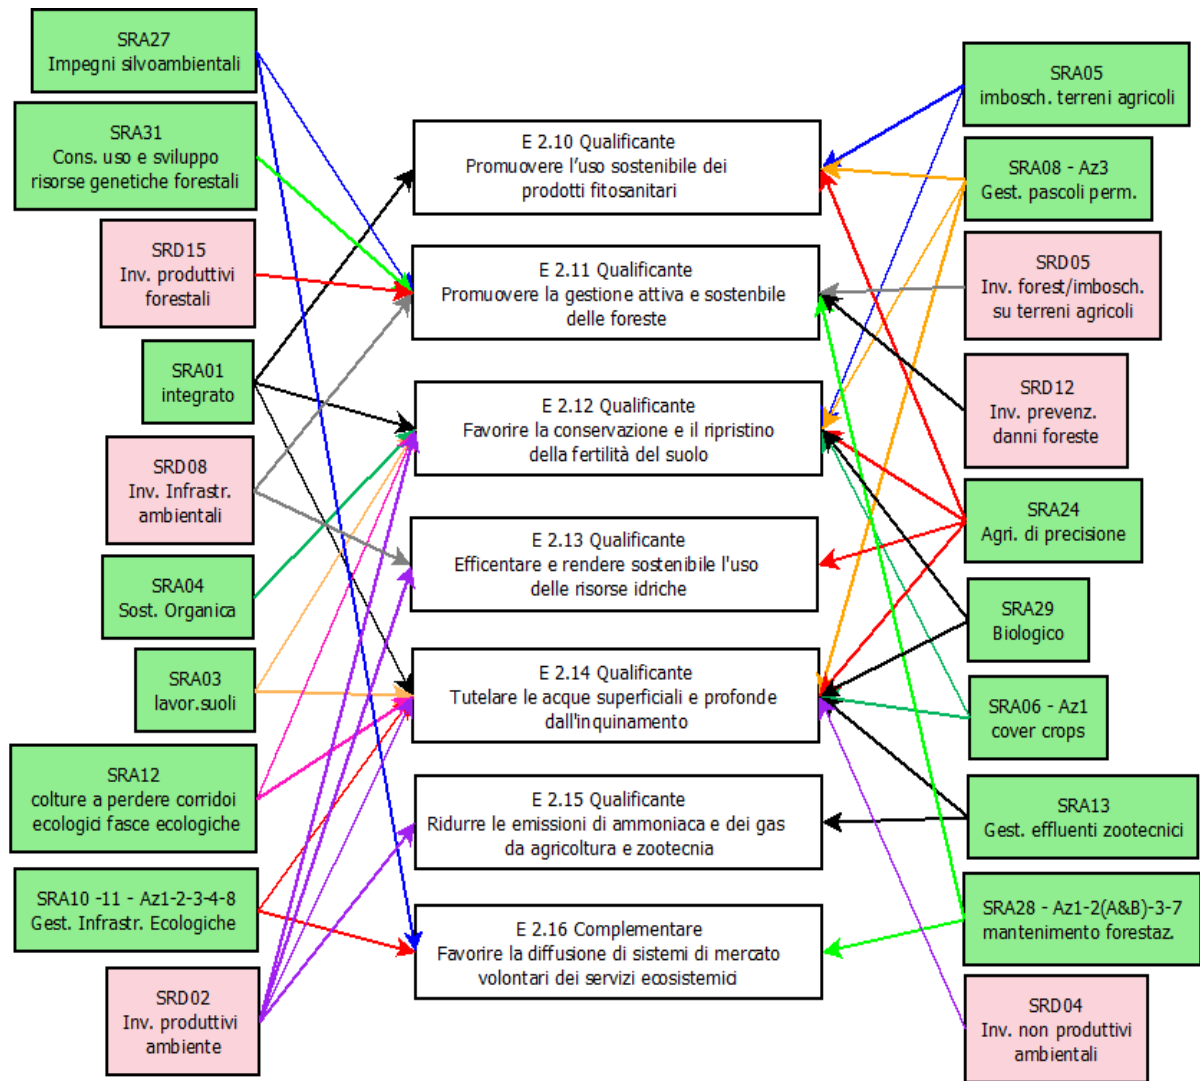 SRA27
Impegni silvoambientali
SRA31
Cons. uso e sviluppo
risorse genetiche forestali
SRD15
Inv. produttivi
forestali
SRA01
integrato
SRD08
Inv. Infrastr.
ambientali
SRA04
Sost. Organica
SRA03
lavor.suoli
SRA12
colture a perdere corridoi
ecologici fasce ecologiche
SRA10 -11 - Az1-2-3-4-8
Gest. Infrastr. Ecologiche
SRD02
Inv. produttivi
ambiente
E 2.10 Qualificante
Promuovere l'uso sostenibile dei
prodotti fitosanitari
E 2.11 Qualificante
Promuovere la gestione attiva e sostenbile
delle foreste
E 2.12 Qualificante
Favorire la conservazione e il ripristino
della fertilità del suolo
E 2.13 Qualificante
Efficentare e rendere sostenibile l'uso
delle risorse idriche
E 2.14 Qualificante
Tutelare le acque superficiali e profonde
dall'inquinamento
E 2.15 Qualificante
Ridurre le emissioni di ammoniaca e dei gas
da agricoltura e zootecnia
E 2.16 Complementare
Favorire la diffusione di sistemi di mercato
volontari dei servizi ecosistemici
SRA05
imbosch. terreni agricoli
SRA08 - Az3
Gest. pascoli perm.
SRD05
Inv. forest/imbosch.
su terreni agricoli
SRD12
Inv. prevenz.
danni foreste
SRA24
Agri. di precisione
SRA29
Biologico
SRA06 - Az1
cover crops
SRA13
Gest. effluenti zootecnici
SRA28 - Az1-2(A&B)-3-7
mantenimento forestaz.
SRD04
Inv. non produttivi
ambientali